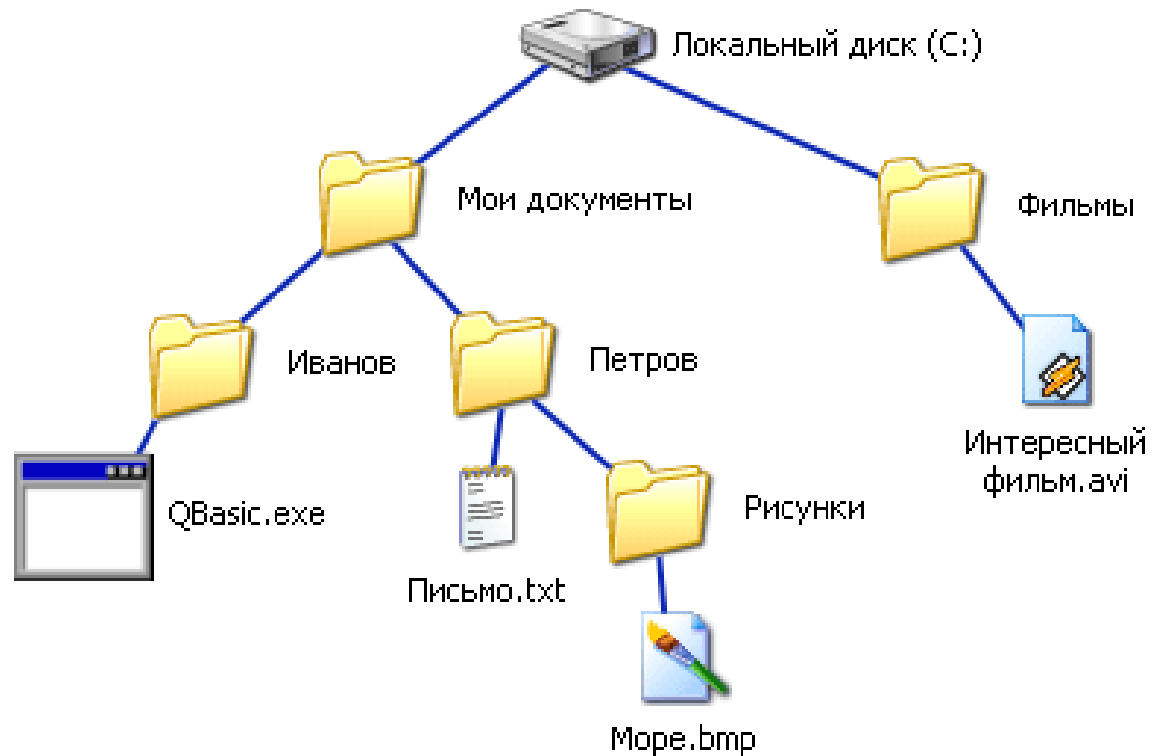 Локальный диск (C:)
Мои документы
Фильмы
Иванов
Петров
Интересный
фильм.avi
QBasic.exe
Рисунки
Письмо.txt
Море.bmp